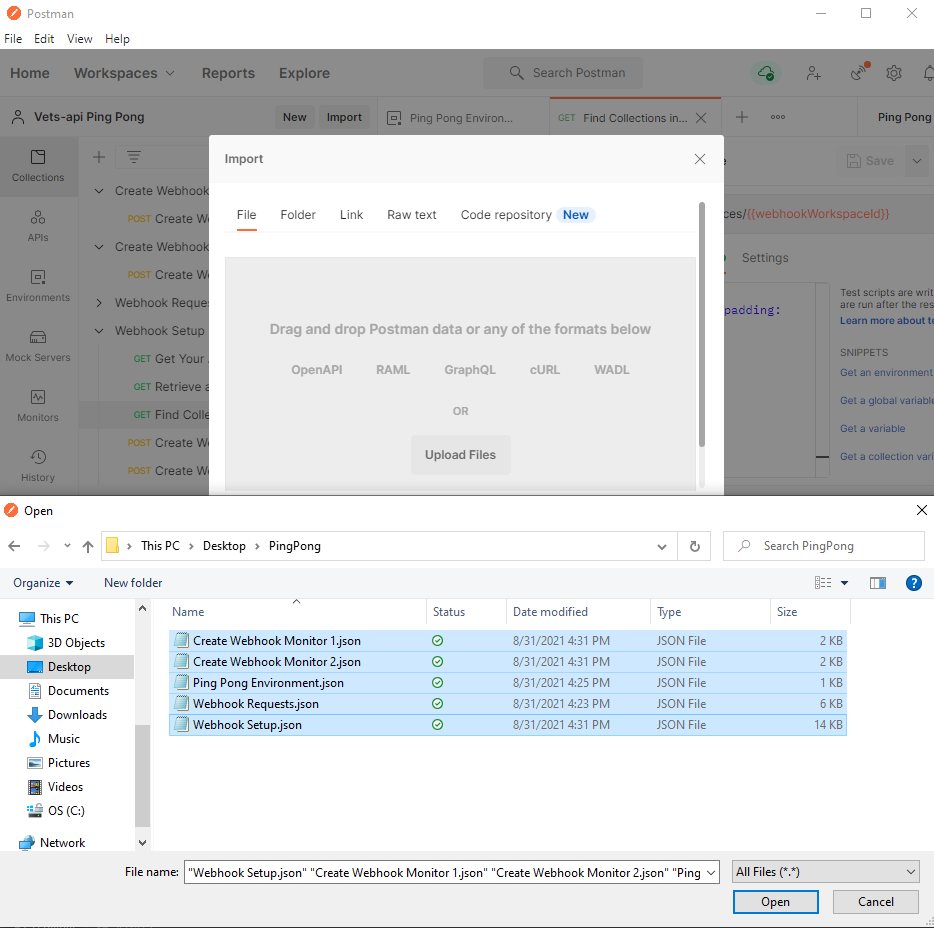 Postman
File Edit View Help
Home Workspaces Reports Explore Search Postman
Vets-api Ping Pong New Import Ping Pong Environ... GET Find Collections in... Ping Pong
Collections
APIs
Environments
Mock Servers
Monitors
History
Create Webhook
POST Create We
Create Webhook
POST Create We
Webhook Reques
Webhook Setup
GET Get Your
GET Retrieve a
GET Find Colle
POST Create We
POST Create We
Import
File Folder Link Raw text Code repository New
Drag and drop Postman data or any of the formats below
OpenAPI RAML GraphQL cURL WADL
OR
Upload Files
Save
ces/{{webhookWorkspaceId}}
Settings
padding:
Test scripts are writ
are run after the res
Learn more about te
SNIPPETS
Get an environment
Get a global variable
Get a variable
Get a collection vari
Open
This PC Desktop PingPong Search PingPong
Organize New folder
This PC
3D Objects
Desktop
Documents
Downloads
Music
Pictures
Videos
OS (C:)
Network
Name Status Date modified Type Size
Create Webhook Monitor 1.json 8/31/2021 4:31 PM JSON File 2 KB
Create Webhook Monitor 2.json 8/31/2021 4:31 PM JSON File 2 KB
Ping Pong Environment.json 8/31/2021 4:25 PM JSON File 1 KB
Webhook Requests.json 8/31/2021 4:23 PM JSON File 6 KB
Webhook Setup.json 8/31/2021 4:31 PM JSON File 14 KB
File name: "Webhook Setup.json" "Create Webhook Monitor 1.json" "Create Webhook Monitor 2.json" "Ping All Files (*.*)
Open Cancel